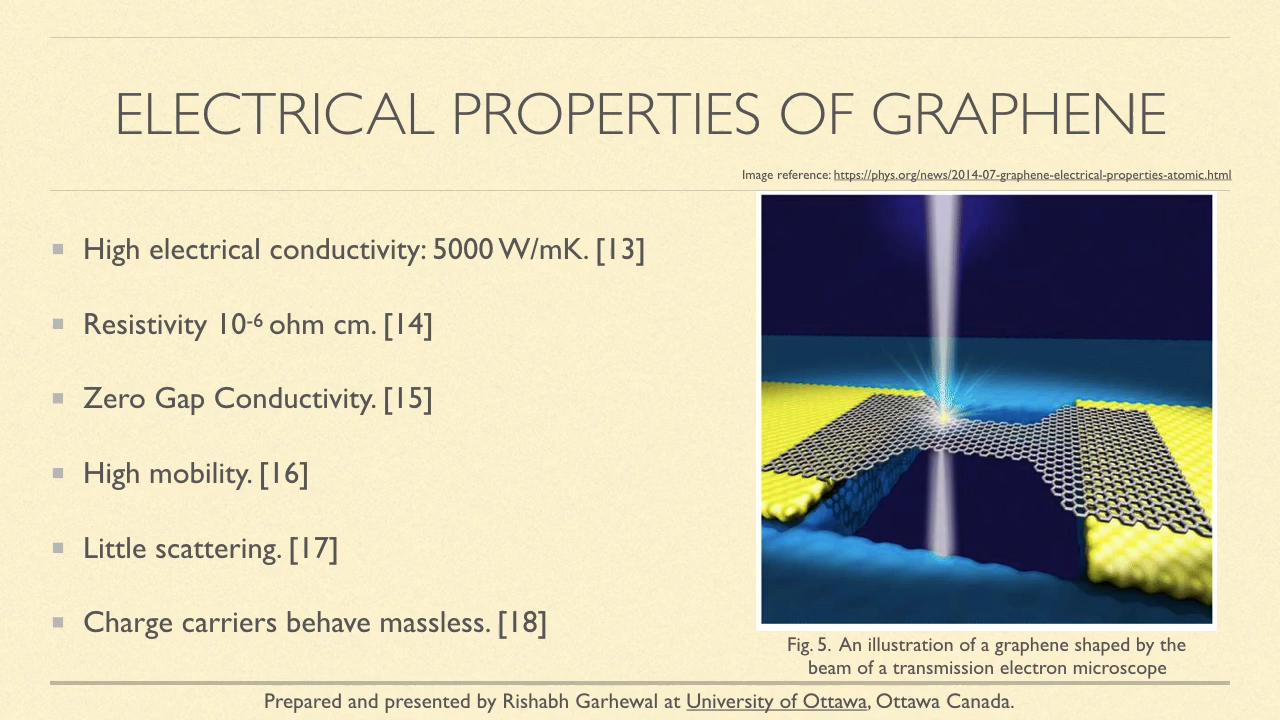 ELECTRICAL PROPERTIES OF GRAPHENE
Image reference: https://phys.org/news/2014-07-graphene-electrical-properties-atomic.html
High electrical conductivity: 5000 W/mK. [13]
Resistivity 10-6 ohm cm. [14]
Zero Gap Conductivity. [15]
High mobility. [16]
Little scattering. [17]
Charge carriers behave massless. [18]
Fig. 5. An illustration of a graphene shaped by the
beam of a transmission electron microscope
Prepared and presented by Rishabh Garhewal at University of Ottawa, Ottawa Canada.